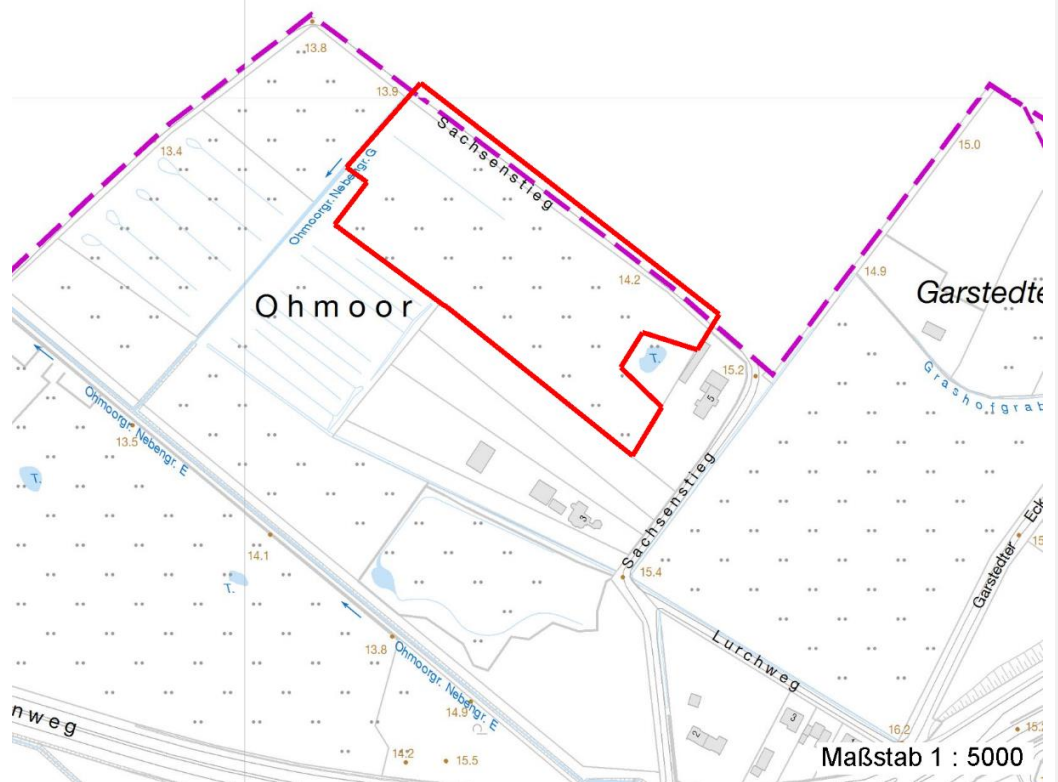 13.8
13.9
13.4
Sachsenstieg
15.0
Ohmoorgr. Nebengr. G
14.2
14.9
Ohmoor
T.
15.2
5
Ohmoorgr. Nebengr. E
13.5
T.
3
Sachsenstieg
14.1
T.
15.4
Garstedter
Lurchweg
13.8
Ohmoorgr. Nebengr. E
14.9
3
2
16.2
nweg
14.2
15.5
Maßstab 1 : 5000